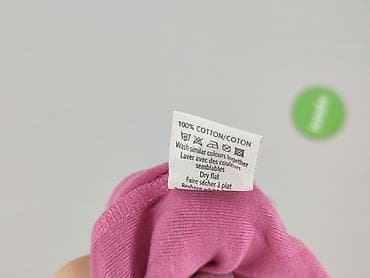 100% COTTON/COTON
Wash similar colours together
Laver avec des couleurs
semblables
Dry flat
Faire sécher à plat